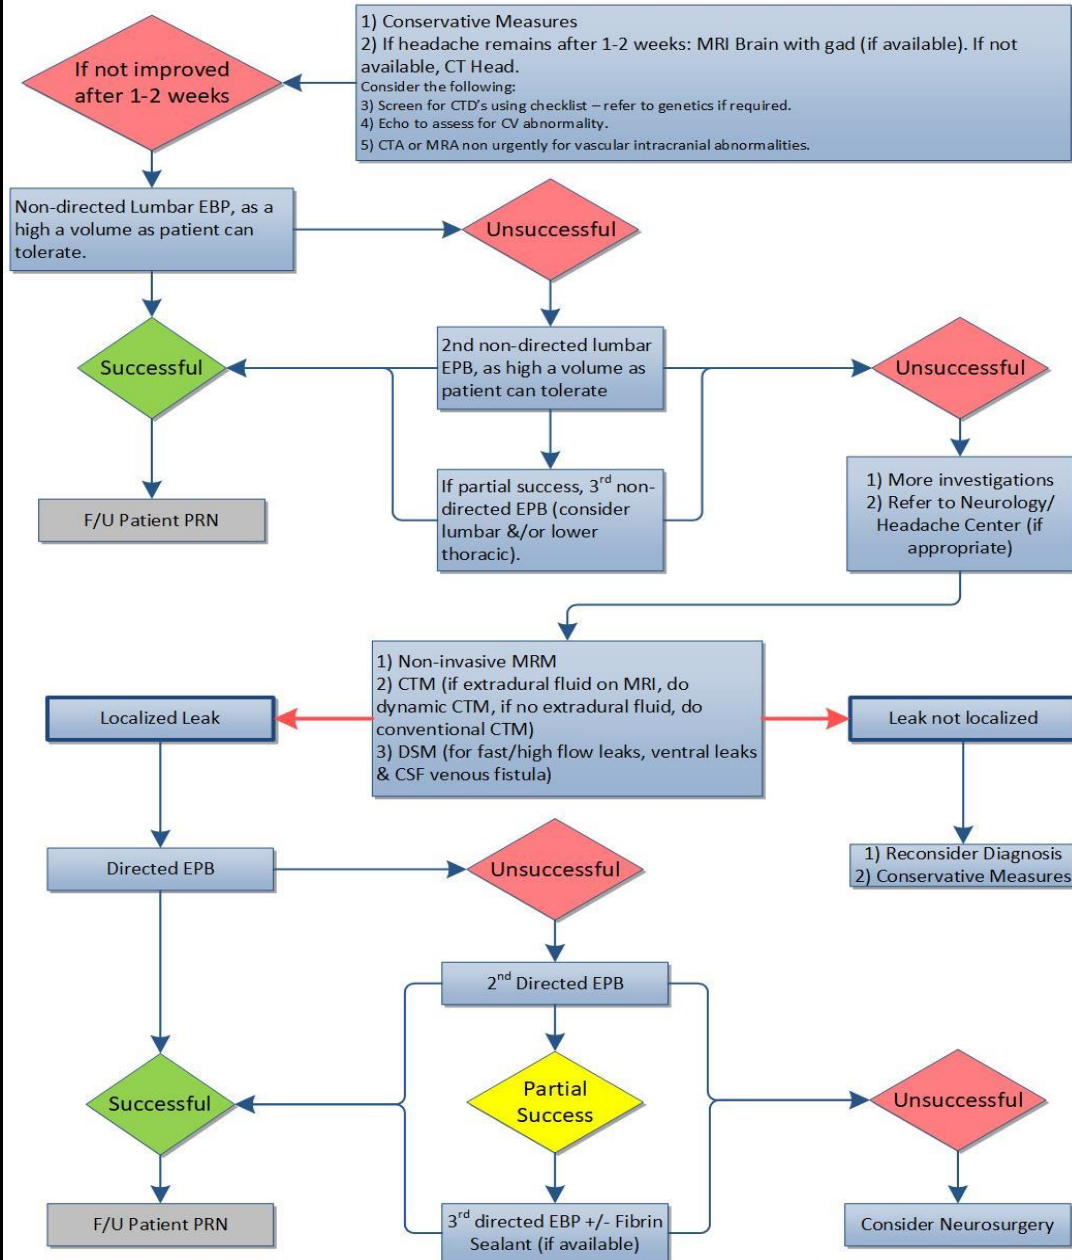 1) Conservative Measures
2) If headache remains after 1-2 weeks: MRI Brain with gad (if available). If not
available, CT Head.
Consider the following:
3) Screen for CTD's using checklist – refer to genetics if required.
4) Echo to assess for CV abnormality.
5) CTA or MRA non urgently for vascular intracranial abnormalities.
If not improved
after 1-2 weeks
Non-directed Lumbar EBP, as a
high a volume as patient can
tolerate.
Unsuccessful
Successful
2nd non-directed lumbar
EPB, as high a volume as
patient can tolerate
Unsuccessful
F/U Patient PRN
If partial success, 3rd non-
directed EPB (consider
lumbar &/or lower
thoracic).
1) More investigations
2) Refer to Neurology/
Headache Center (if
appropriate)
1) Non-invasive MRM
2) CTM (if extradural fluid on MRI, do
dynamic CTM, if no extradural fluid, do
conventional CTM)
3) DSM (for fast/high flow leaks, ventral leaks
& CSF venous fistula)
Localized Leak
Leak not localized
Directed EPB
Unsuccessful
1) Reconsider Diagnosis
2) Conservative Measures
2nd Directed EPB
Successful
Partial
Success
Unsuccessful
F/U Patient PRN
3rd directed EBP +/- Fibrin
Sealant (if available)
Consider Neurosurgery